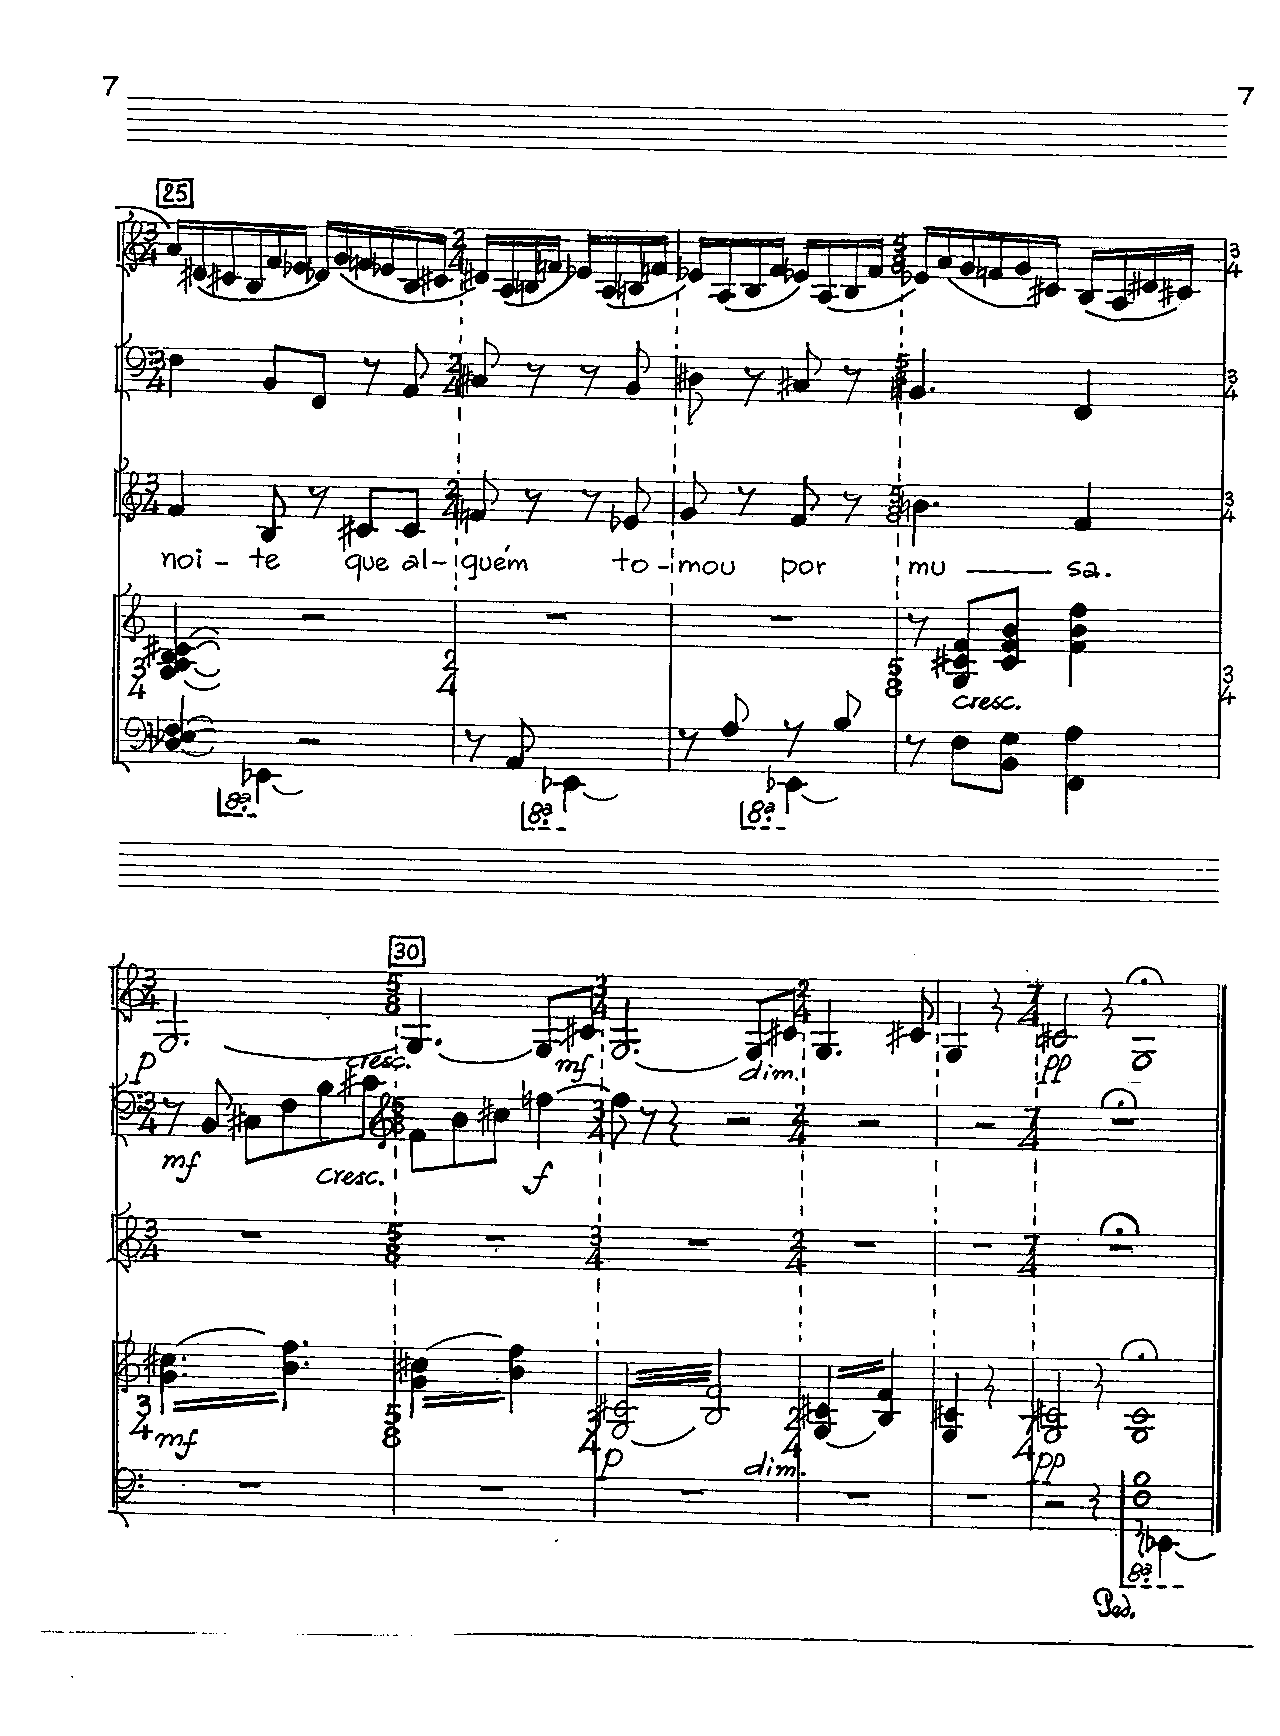 7 7
25
noi - te que al - guém to - mou por mu sa.
cresc.
8ª 8ª 8ª
30
p cresc. mf dim. pp
mf cresc. f
mf p dim. pp
8ª
Ped.